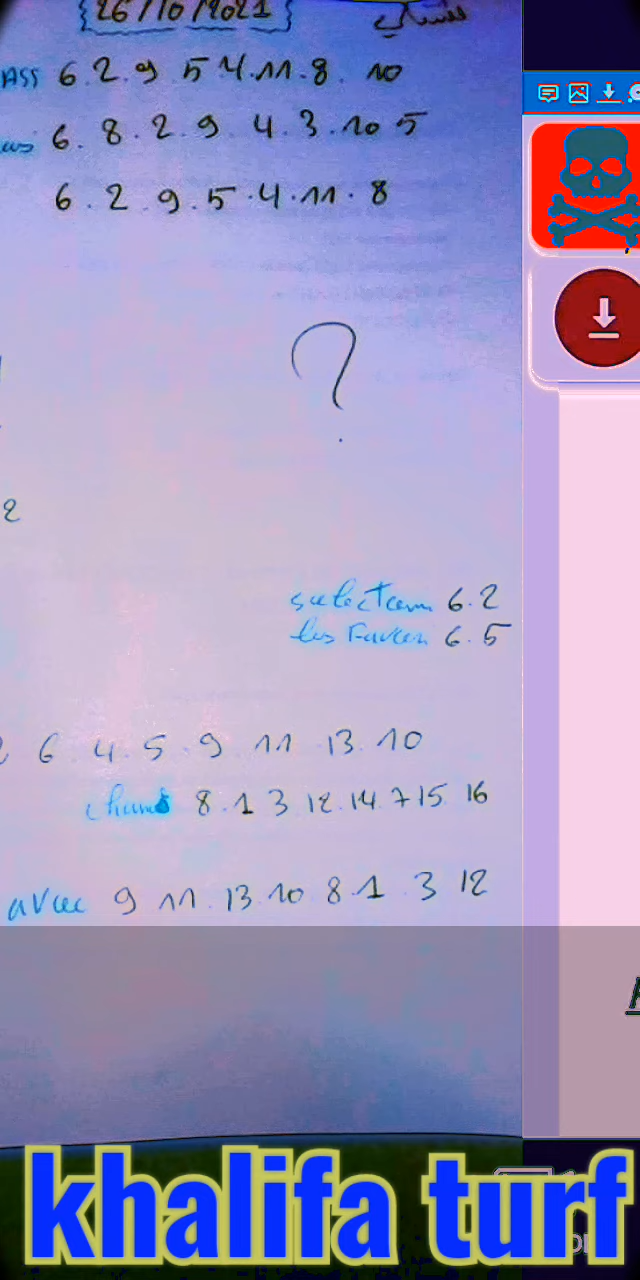 26/10/2021
ASS 6.2.9 5.4.11.8. 10
6. 8. 2. 9. 4. 3. 10 5
6. 2. 9. 5. 4. 11. 8
?
2
6.2
les 6. 5
6 4. 5. 9 11. 13. 10
8. 1 3 12. 14. 7 15 16
avec 9 11. 13. 10 8. 1. 3 12
khalifa turf